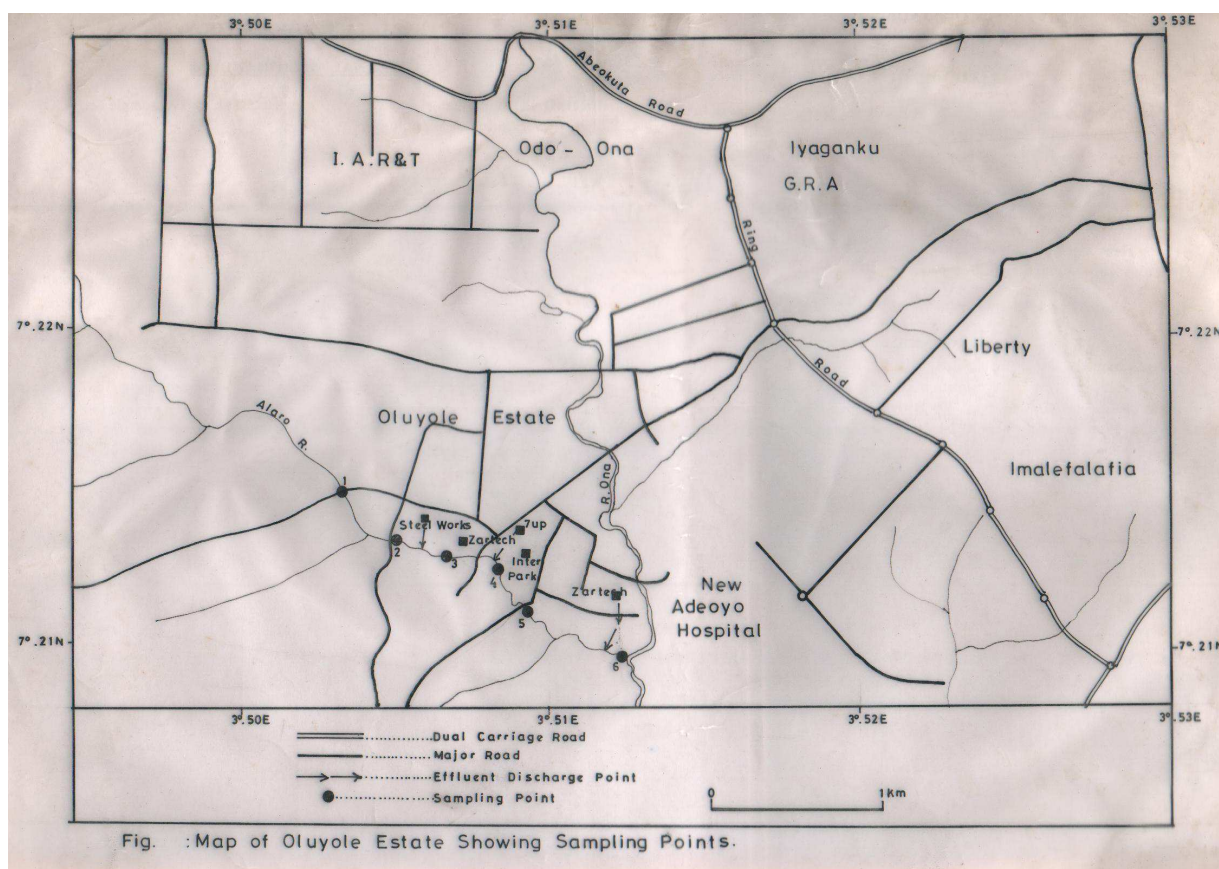 3°.50E 3°.51E 3°.52E 3°.53E
Abeokuta Road
I. A. R&T
Odo - Ona
Iyaganku
G.R.A
Ring
7°.22N
7°.22N
Liberty
Road
Alaro R.
Oluyole Estate
Imalefalafia
R. Ona
1
Steel Works
7up
Zartech
2
3
Inter
Park
4
Zartech
New
Adeoyo
Hospital
5
7°.21N
7°.21N
6
3°.50E 3°.51E 3°.52E 3°.53E
Dual Carriage Road
Major Road
Effluent Discharge Point
Sampling Point
0 1km
Fig. :Map of Oluyole Estate Showing Sampling Points.